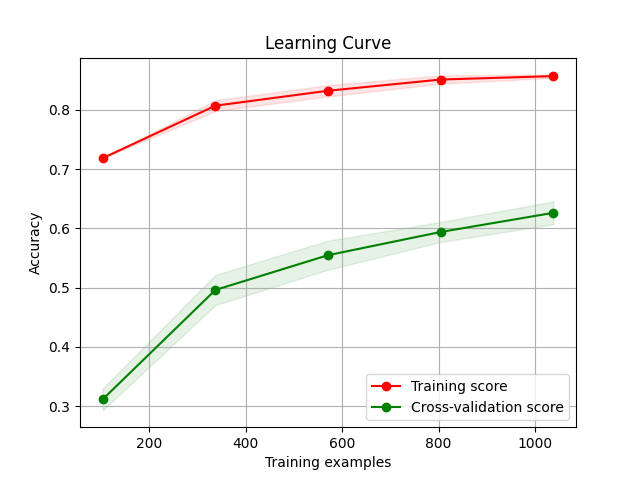 Learning Curve
Accuracy
0.8
0.7
0.6
0.5
0.4
0.3
Training score
Cross-validation score
200 400 600 800 1000
Training examples